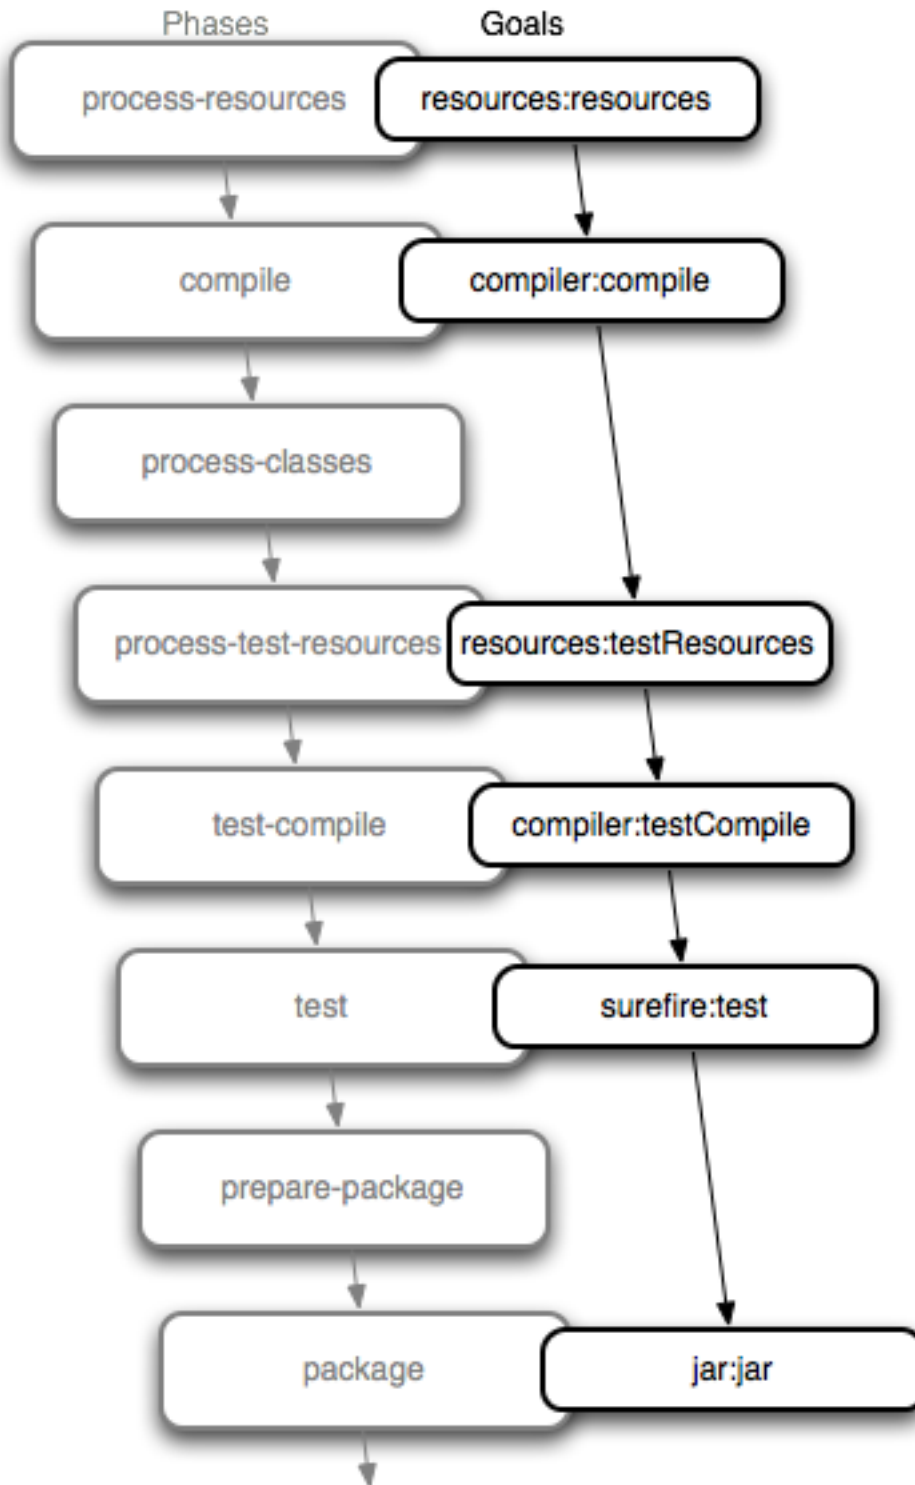 Phases Goals
process-resources resources:resources
compile compiler:compile
process-classes
process-test-resources resources:testResources
test-compile compiler:testCompile
test surefire:test
prepare-package
package jar:jar